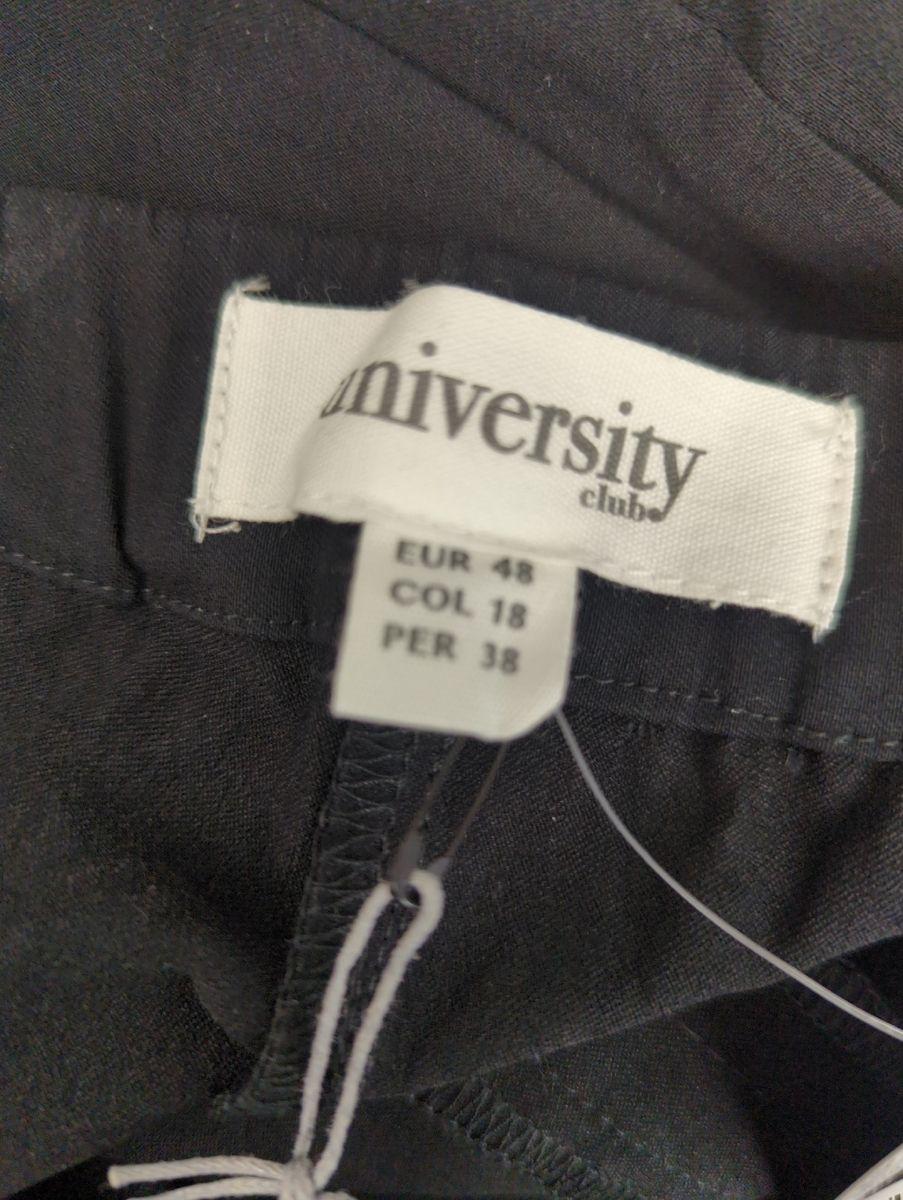 university
club.
EUR 48
COL 18
PER 38